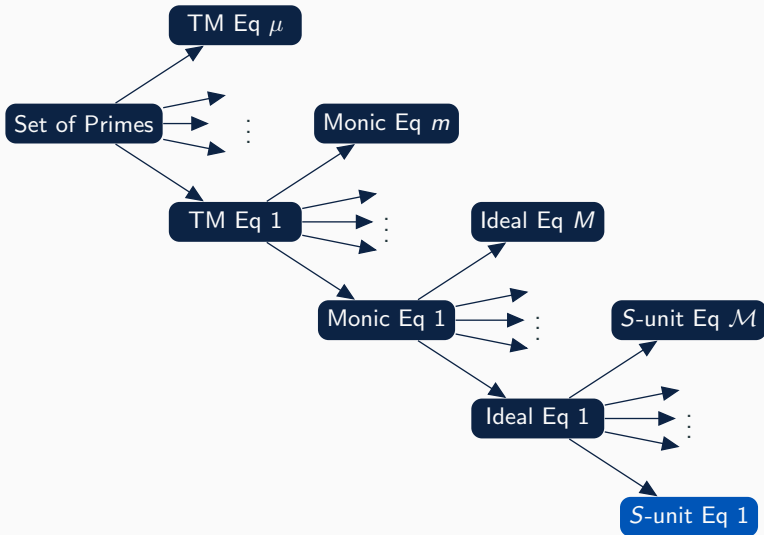 TM Eq μ
Set of Primes
⋮
Monic Eq m
TM Eq 1
⋮
Ideal Eq M
Monic Eq 1
⋮
S-unit Eq ℳ
Ideal Eq 1
⋮
S-unit Eq 1